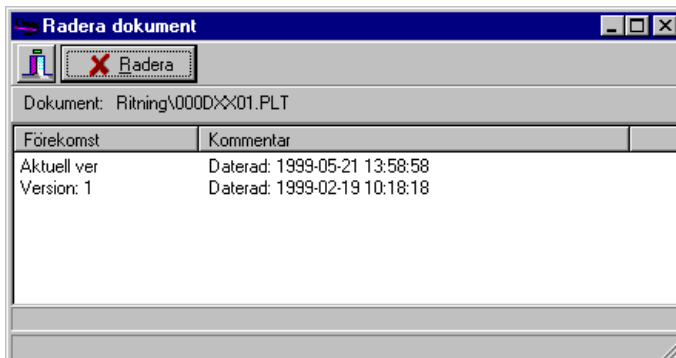 Radera dokument
Radera
Dokument: Ritning\000DXX01.PLT
Förekomst Kommentar
Aktuell ver Daterad: 1999-05-21 13:58:58
Version: 1 Daterad: 1999-02-19 10:18:18